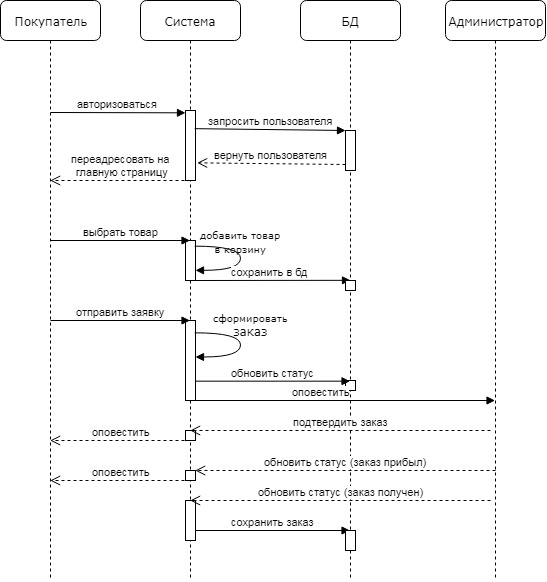 Покупатель
Система
БД
Администратор
авторизоваться
запросить пользователя
вернуть пользователя
переадресовать на
главную страницу
выбрать товар
добавить товар
в корзину
сохранить в бд
отправить заявку
сформировать
заказ
обновить статус
оповестить
подтвердить заказ
оповестить
обновить статус (заказ прибыл)
оповестить
обновить статус (заказ получен)
сохранить заказ